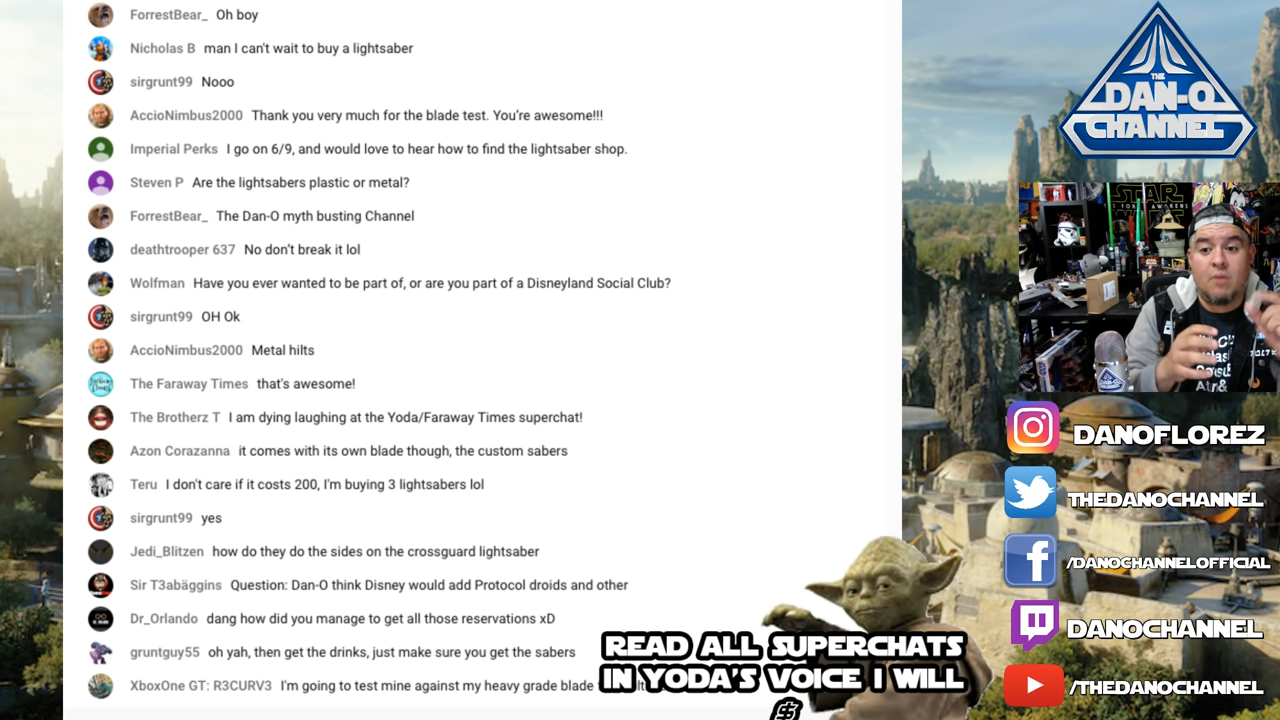 ForrestBear_ Oh boy
Nicholas B man I can't wait to buy a lightsaber
sirgrunt99 Nooo
AccioNimbus2000 Thank you very much for the blade test. You're awesome!!!
Imperial Perks I go on 6/9, and would love to hear how to find the lightsaber shop.
Steven P Are the lightsabers plastic or metal?
ForrestBear_ The Dan-O myth busting Channel
deathtrooper 637 No don't break it lol
Wolfman Have you ever wanted to be part of, or are you part of a Disneyland Social Club?
sirgrunt99 OH Ok
AccioNimbus2000 Metal hilts
The Faraway Times that's awesome!
The Brotherz T I am dying laughing at the Yoda/Faraway Times superchat!
Azon Corazanna it comes with its own blade though, the custom sabers
Teru I don't care if it costs 200, I'm buying 3 lightsabers lol
sirgrunt99 yes
Jedi_Blitzen how do they do the sides on the crossguard lightsaber
Sir T3abäggins Question: Dan-O think Disney would add Protocol droids and other
Dr_Orlando dang how did you manage to get all those reservations xD
gruntguy55 oh yah, then get the drinks, just make sure you get the sabers
XboxOne GT: R3CURV3 I'm going to test mine against my heavy grade blade
READ ALL SUPERCHATS
IN YODA'S VOICE I WILL
$
THE
DAN-O
CHANNEL
STAR
DANOFLOREZ
THEDANOCHANNEL
/DANOCHANNELOFFICIAL
DANOCHANNEL
/THEDANOCHANNEL